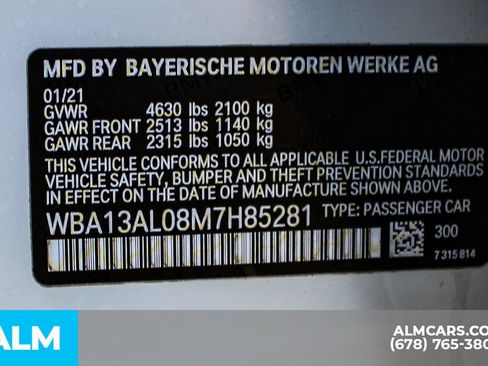 MFD BY BAYERISCHE MOTOREN WERKE AG
01/21
GVWR 4630 lbs 2100 kg
GAWR FRONT 2513 lbs 1140 kg
GAWR REAR 2315 lbs 1050 kg
THIS VEHICLE CONFORMS TO ALL APPLICABLE U.S.FEDERAL MOTOR
VEHICLE SAFETY, BUMPER AND THEFT PREVENTION STANDARDS
IN EFFECT ON THE DATE OF MANUFACTURE SHOWN ABOVE.
WBA13AL08M7H85281 TYPE: PASSENGER CAR
300
7 315 814
ALM
ALMCARS.CO
(678) 765-380